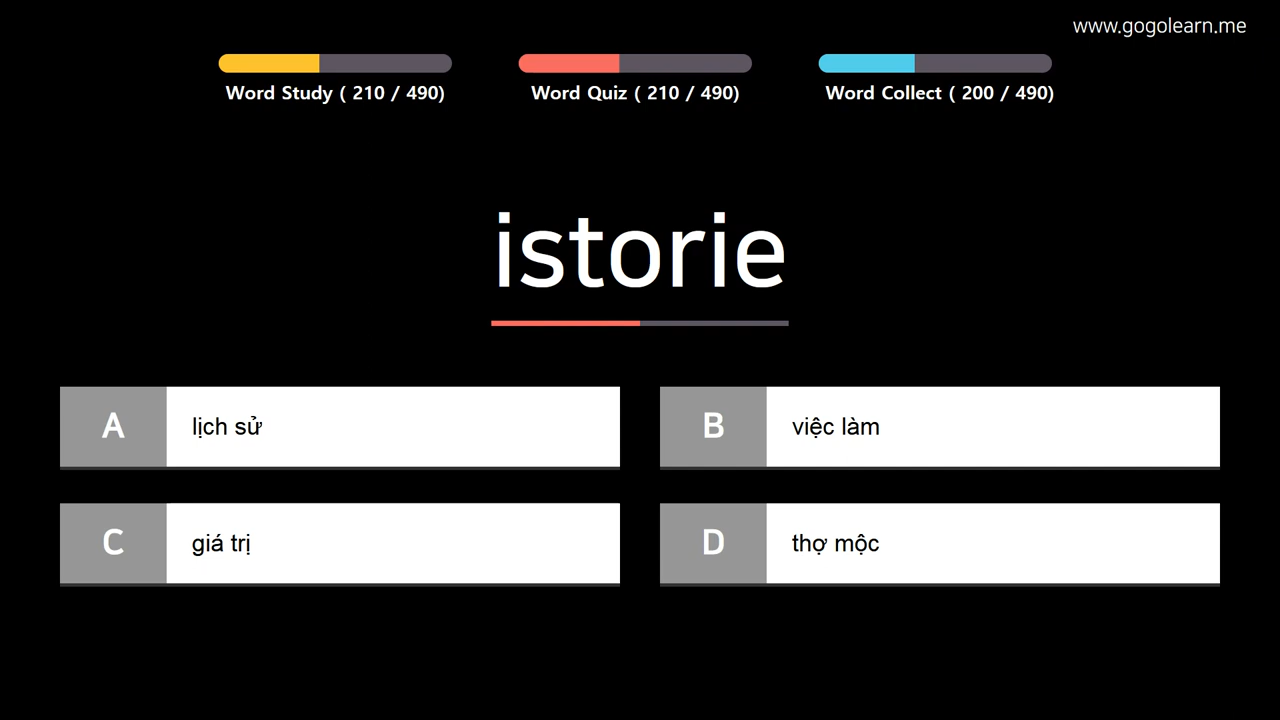 www.gogolearn.me
Word Study ( 210 / 490)
Word Quiz ( 210 / 490)
Word Collect ( 200 / 490)
istorie
A
lịch sử
B
việc làm
C
giá trị
D
thợ mộc